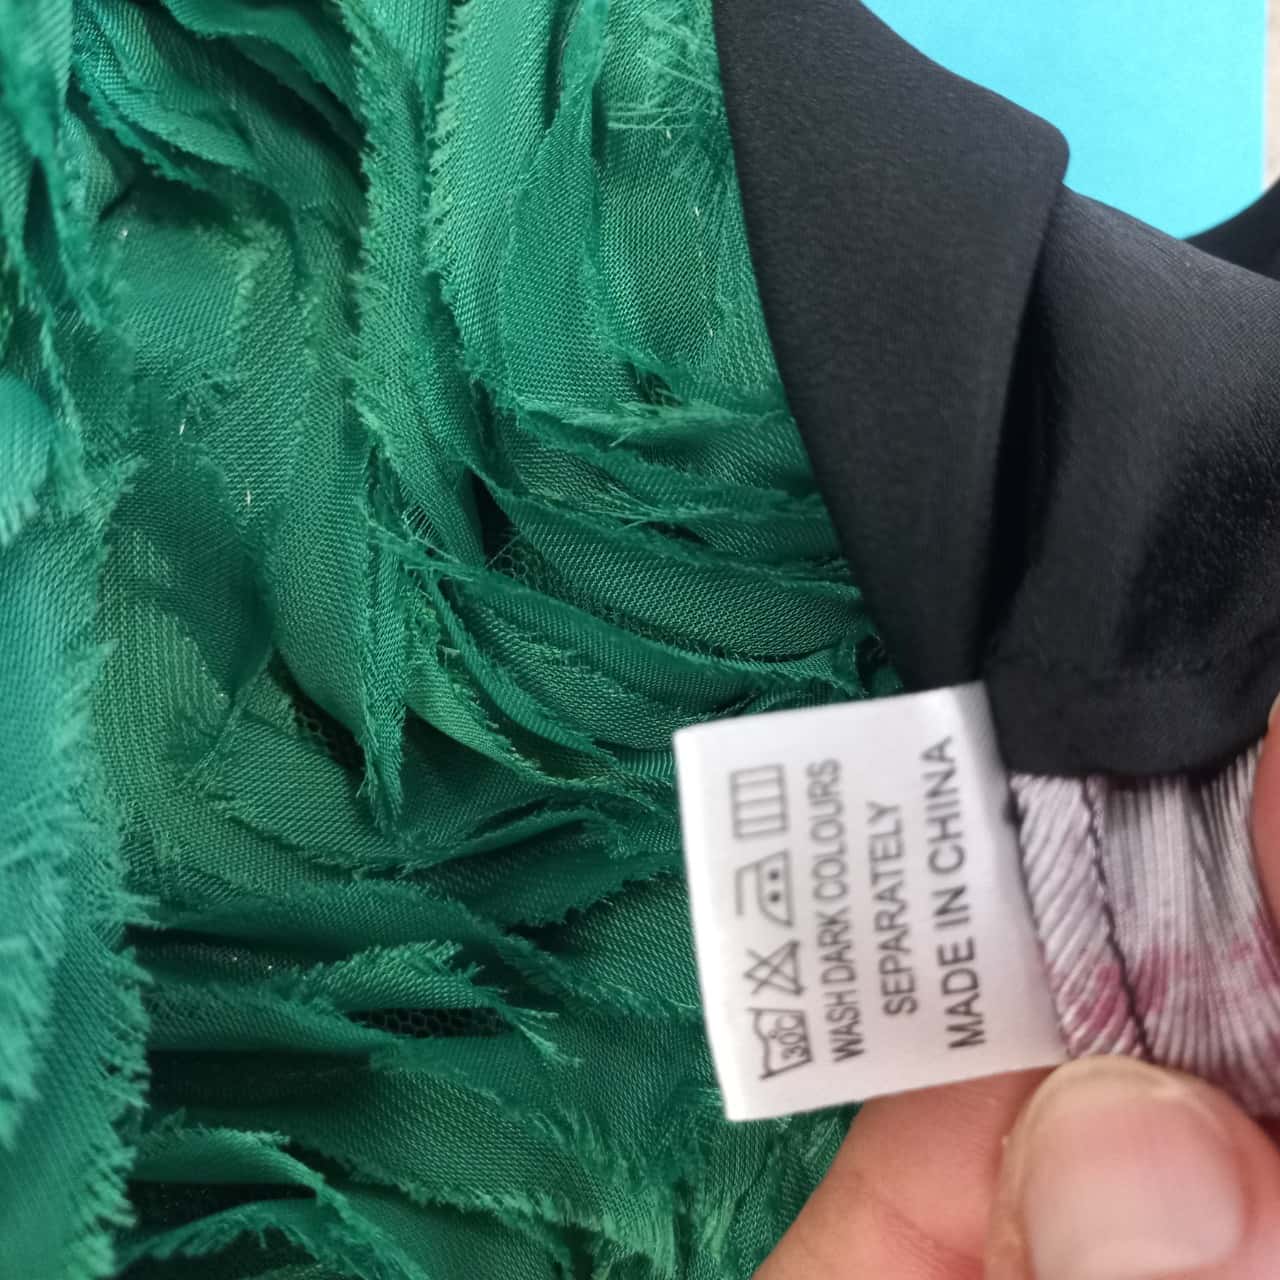 30°C
WASH DARK COLOURS
SEPARATELY
MADE IN CHINA